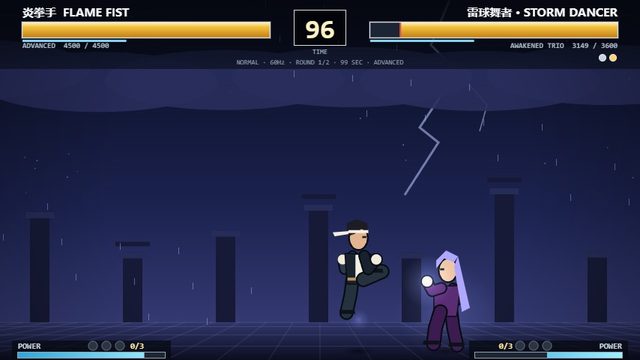 炎拳手 FLAME FIST
96
雷球舞者・STORM DANCER
ADVANCED 4500 / 4500
TIME
AWAKENED TRIO 3149 / 3600
NORMAL · 60Hz · ROUND 1/2 · 99 SEC · ADVANCED
POWER 0/3
0/3 POWER